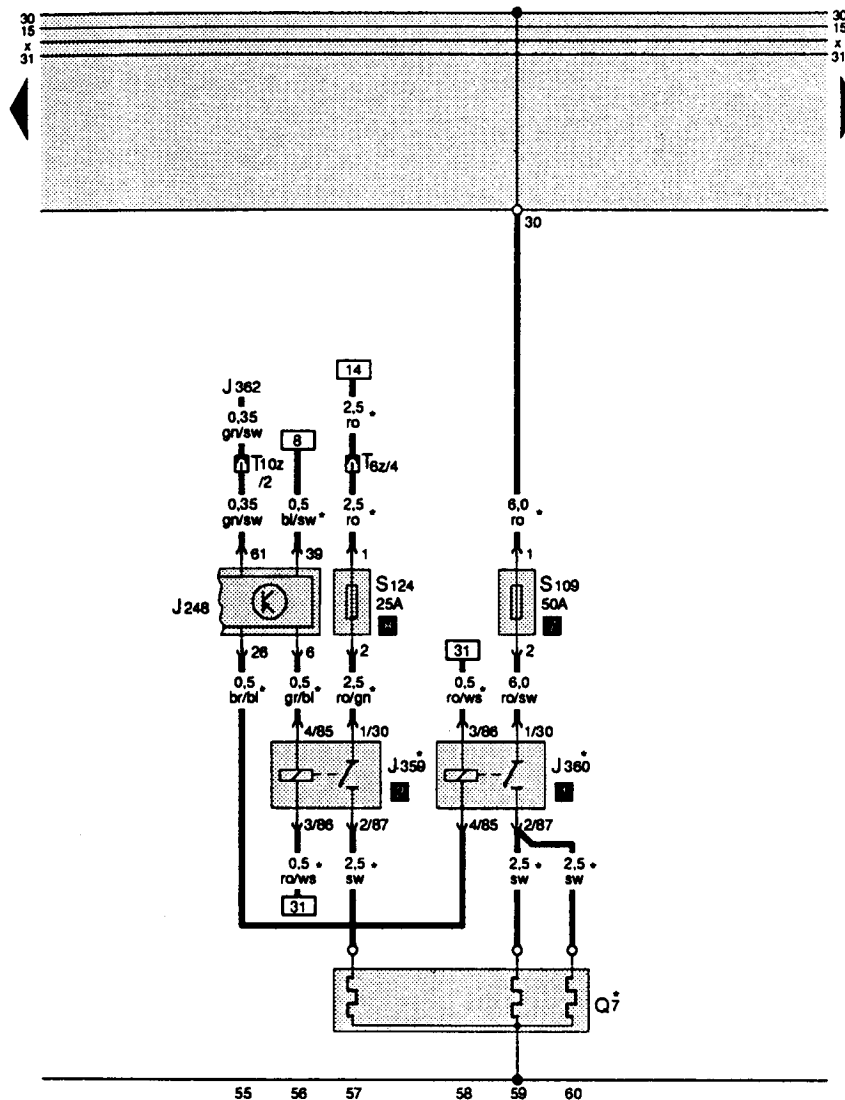 30 30
15 15
x x
31 31
30
14
J 362
0,35
gn/sw
2,5
ro *
8
T10z
/2
T6z/4
0,35
gn/sw
0,5
bl/sw*
2,5
ro *
6,0
ro *
61
39
1
1
J 248
S 124
25A
S 109
50A
26
6
2
31
2
0,5
br/bl*
0,5
gr/bl*
2,5
ro/gn*
0,5
ro/ws*
6,0
ro/sw
4/85
1/30
3/86
1/30
J 359*
J 360*
3/86
2/87
4/85
2/87
0,5 *
ro/ws
2,5 *
sw
2,5 *
sw
2,5 *
sw
31
Q7*
55 56 57 58 59 60